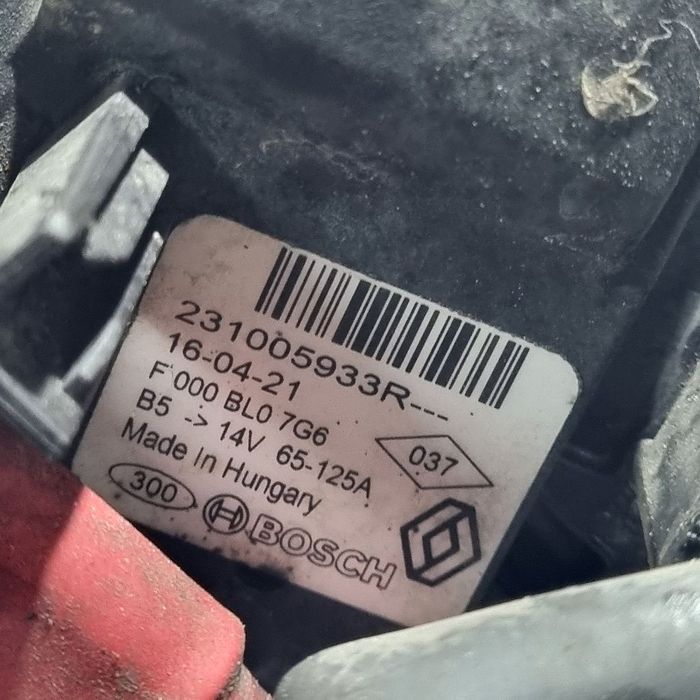 231005933R---
16-04-21
F 000 BL0 7G6
B5 -> 14V 65-125A
037
Made In Hungary
300
BOSCH